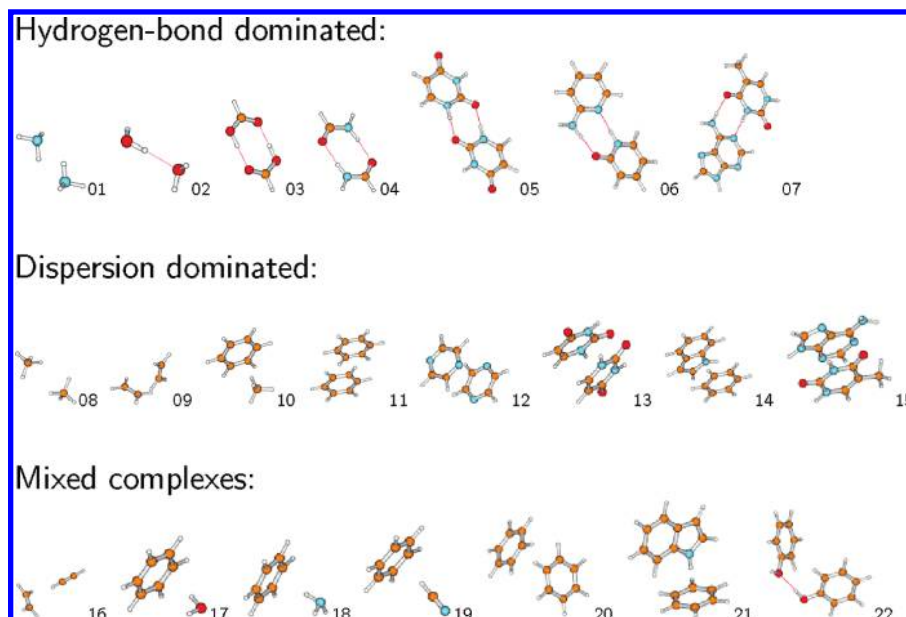 Hydrogen-bond dominated:
01 02 03 04 05 06 07
Dispersion dominated:
08 09 10 11 12 13 14 15
Mixed complexes:
16 17 18 19 20 21 22